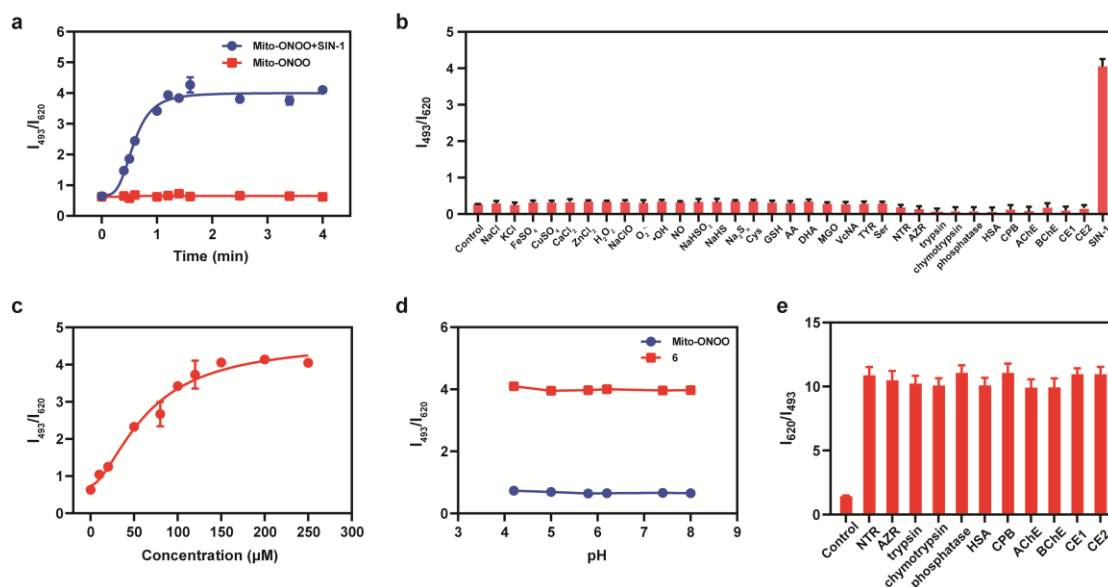 a
I₄₉₃/I₆₂₀
6
5
4
3
2
1
0
0 1 2 3 4
Time (min)
Mito-ONOO+SIN-1
Mito-ONOO
b
I₄₉₃/I₆₂₀
5
4
3
2
1
0
Control
NaCl
KCl
FeSO₄
CuSO₄
CaCl₂
ZnCl₂
H₂O₂
NaClO
O₂·⁻
·OH
NO
NaHSO₃
NaHS
Na₂Sₙ
Cys
GSH
AA
DHA
MGO
VcNA
TYR
Ser
NTR
AZR
trypsin
chymotrypsin
phosphatase
HSA
CPB
AChE
BChE
CE1
CE2
SIN-1
c
I₄₉₃/I₆₂₀
5
4
3
2
1
0
0 50 100 150 200 250 300
Concentration (μM)
d
I₄₉₃/I₆₂₀
6
4
2
0
3 4 5 6 7 8 9
pH
Mito-ONOO
6
e
I₆₂₀/I₄₉₃
15
10
5
0
Control
NTR
AZR
trypsin
chymotrypsin
phosphatase
HSA
CPB
AChE
BChE
CE1
CE2